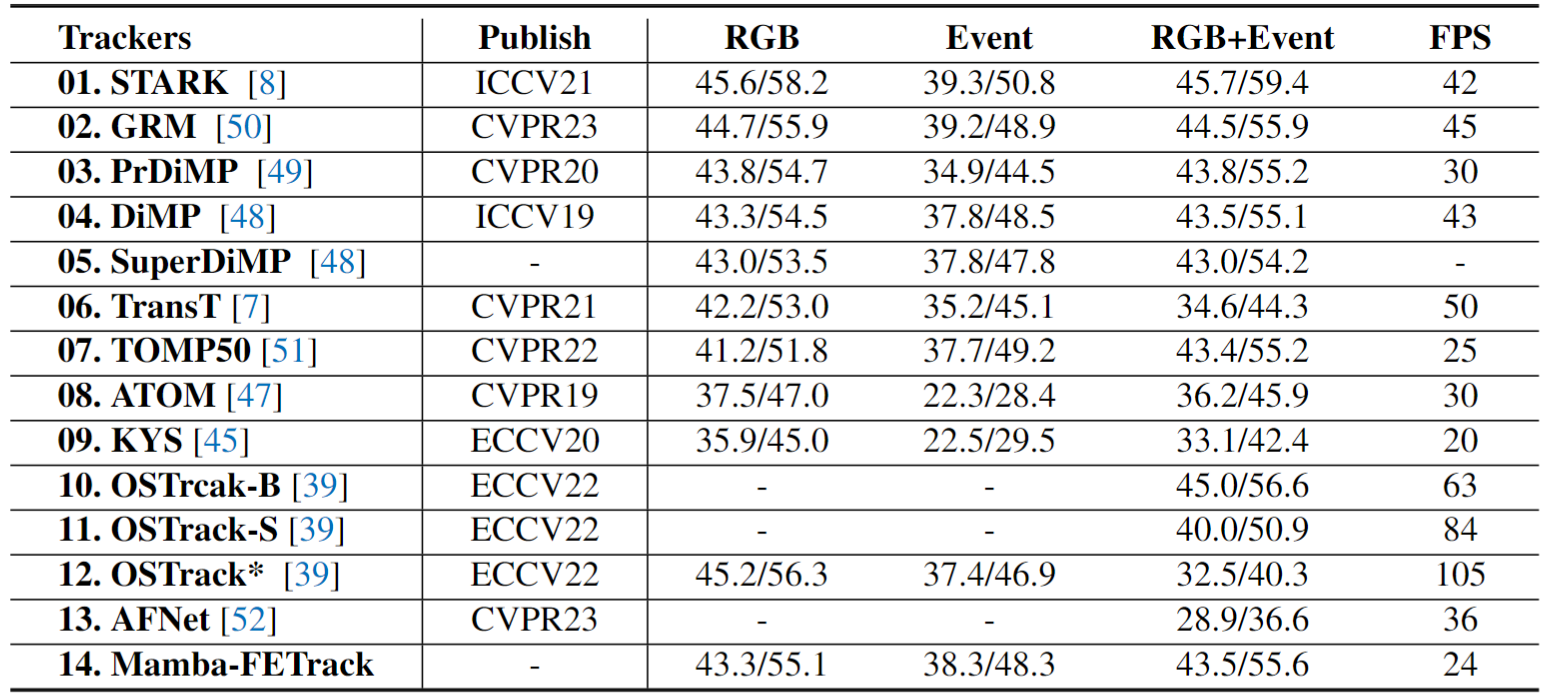 Trackers Publish RGB Event RGB+Event FPS
01. STARK [8] ICCV21 45.6/58.2 39.3/50.8 45.7/59.4 42
02. GRM [50] CVPR23 44.7/55.9 39.2/48.9 44.5/55.9 45
03. PrDiMP [49] CVPR20 43.8/54.7 34.9/44.5 43.8/55.2 30
04. DiMP [48] ICCV19 43.3/54.5 37.8/48.5 43.5/55.1 43
05. SuperDiMP [48] - 43.0/53.5 37.8/47.8 43.0/54.2 -
06. TransT [7] CVPR21 42.2/53.0 35.2/45.1 34.6/44.3 50
07. TOMP50 [51] CVPR22 41.2/51.8 37.7/49.2 43.4/55.2 25
08. ATOM [47] CVPR19 37.5/47.0 22.3/28.4 36.2/45.9 30
09. KYS [45] ECCV20 35.9/45.0 22.5/29.5 33.1/42.4 20
10. OSTrcak-B [39] ECCV22 - - 45.0/56.6 63
11. OSTrack-S [39] ECCV22 - - 40.0/50.9 84
12. OSTrack* [39] ECCV22 45.2/56.3 37.4/46.9 32.5/40.3 105
13. AFNet [52] CVPR23 - - 28.9/36.6 36
14. Mamba-FETrack - 43.3/55.1 38.3/48.3 43.5/55.6 24